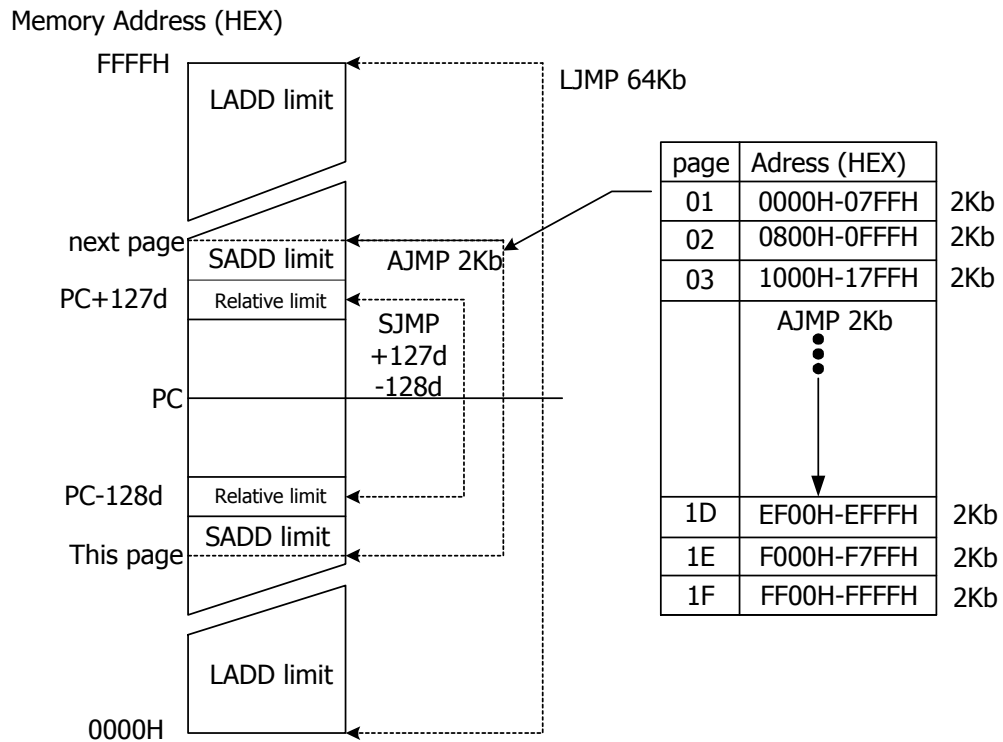 Memory Address (HEX)
FFFFH
LADD limit
LJMP 64Kb
next page
SADD limit
AJMP 2Kb
PC+127d
Relative limit
SJMP
+127d
-128d
PC
PC-128d
Relative limit
SADD limit
This page
LADD limit
0000H
page Adress (HEX)
01 0000H-07FFH 2Kb
02 0800H-0FFFH 2Kb
03 1000H-17FFH 2Kb
AJMP 2Kb
1D EF00H-EFFFH 2Kb
1E F000H-F7FFH 2Kb
1F FF00H-FFFFH 2Kb